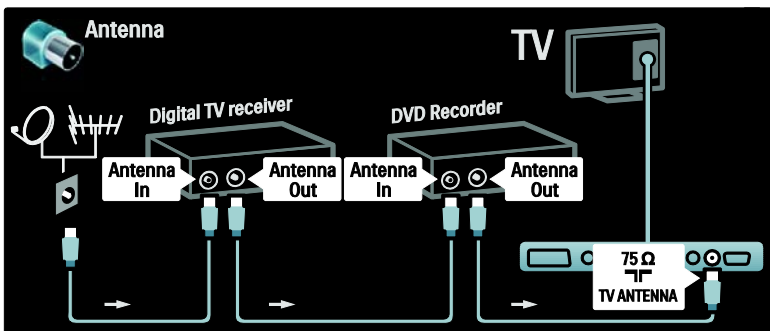 Antenna
TV
Digital TV receiver
DVD Recorder
Antenna
In
Antenna
Out
Antenna
In
Antenna
Out
75 Ω
TV ANTENNA